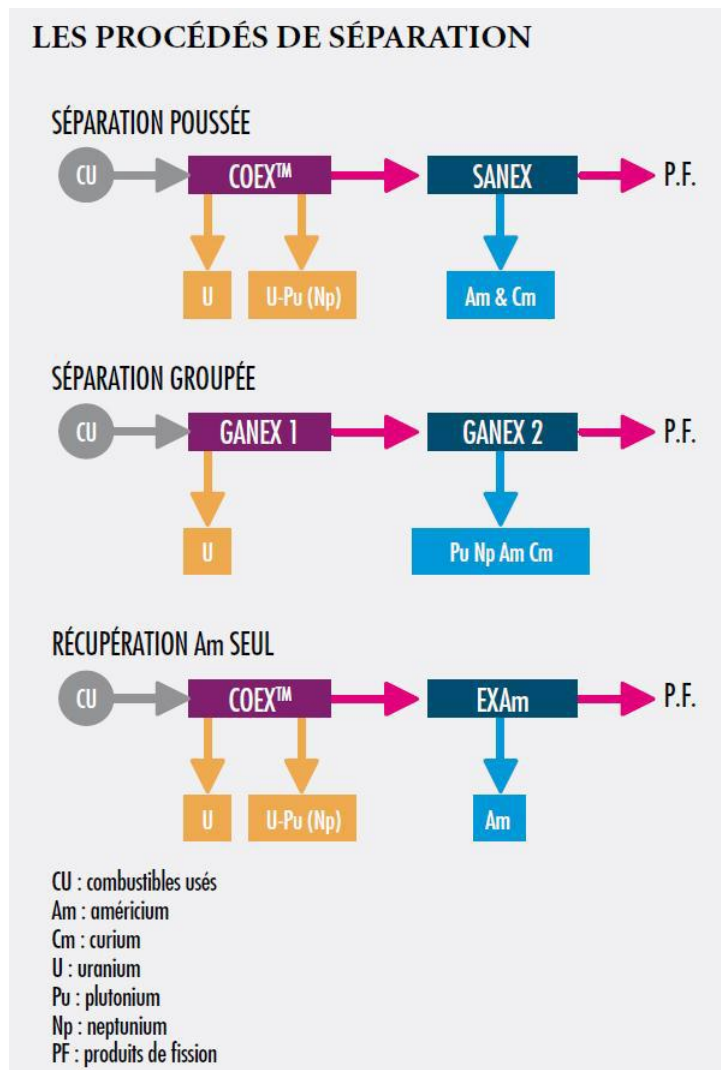 LES PROCÉDÉS DE SÉPARATION
SÉPARATION POUSSÉE
CU COEX™ SANEX P.F.
U U-Pu (Np) Am & Cm
SÉPARATION GROUPÉE
CU GANEX 1 GANEX 2 P.F.
U Pu Np Am Cm
RÉCUPÉRATION Am SEUL
CU COEX™ EXAm P.F.
U U-Pu (Np) Am
CU : combustibles usés
Am : américium
Cm : curium
U : uranium
Pu : plutonium
Np : neptunium
PF : produits de fission